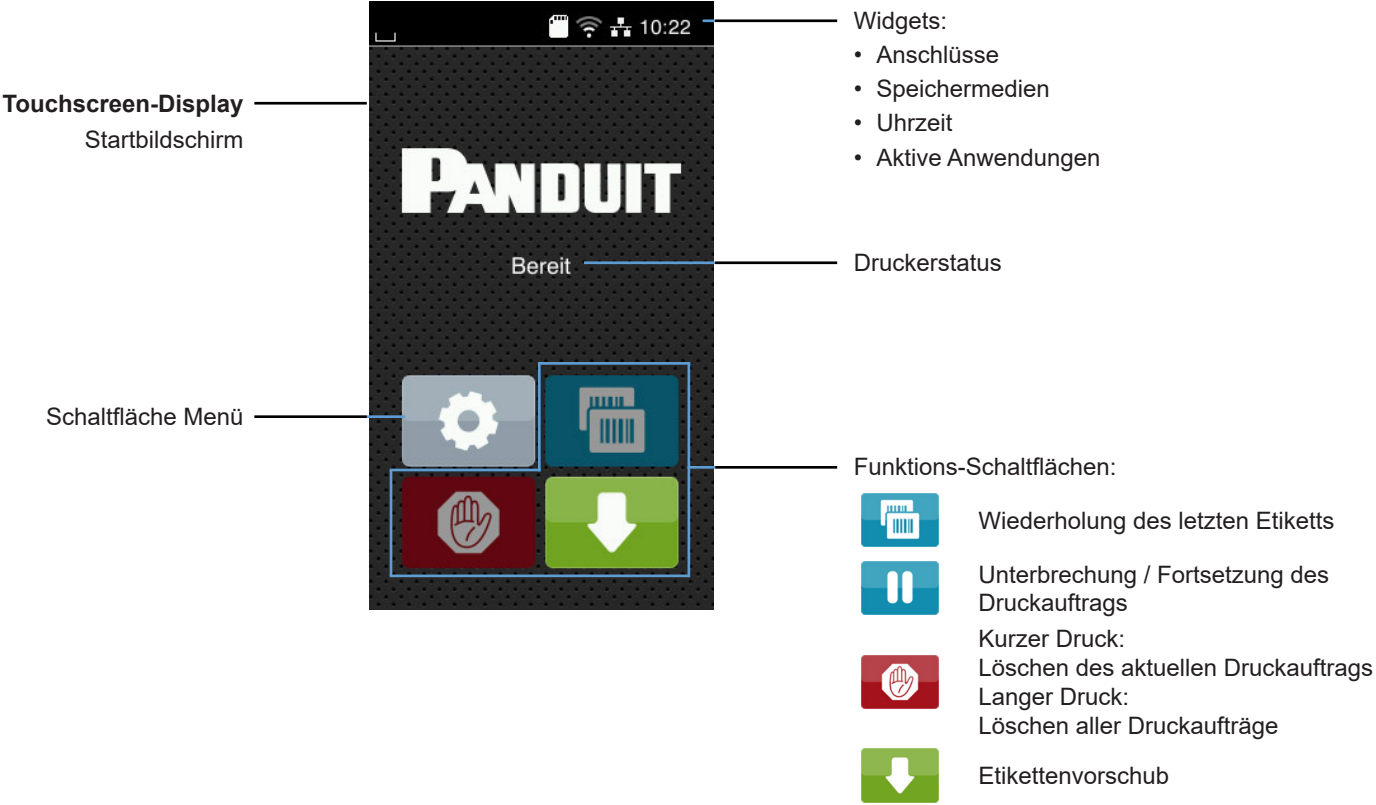 10:22
Widgets:
• Anschlüsse
• Speichermedien
• Uhrzeit
• Aktive Anwendungen
Touchscreen-Display
Startbildschirm
PANDUIT
Bereit
Druckerstatus
Schaltfläche Menü
Funktions-Schaltflächen:
Wiederholung des letzten Etiketts
Unterbrechung / Fortsetzung des
Druckauftrags
Kurzer Druck:
Löschen des aktuellen Druckauftrags
Langer Druck:
Löschen aller Druckaufträge
Etikettenvorschub